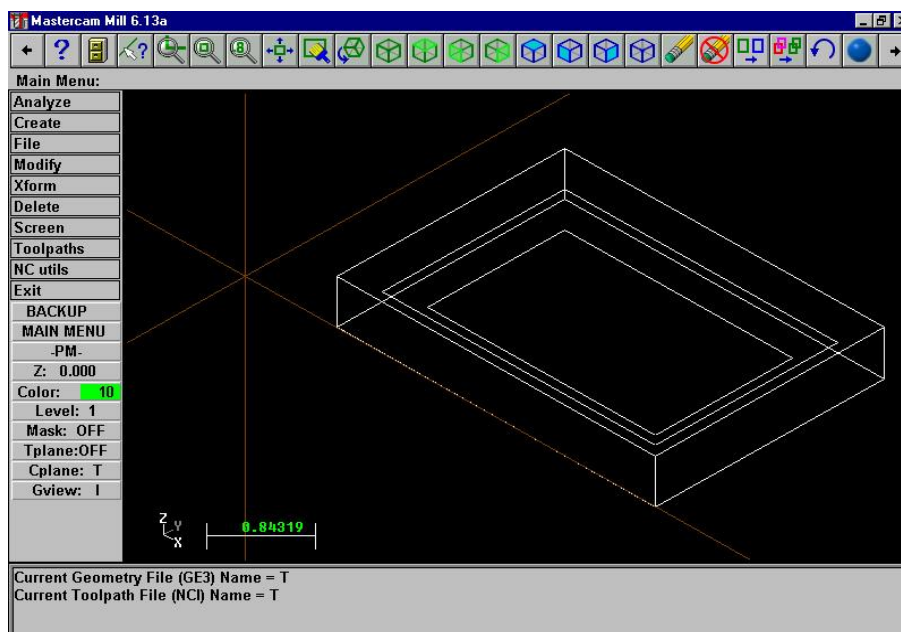 Mastercam Mill 6.13a
Main Menu:
Analyze
Create
File
Modify
Xform
Delete
Screen
Toolpaths
NC utils
Exit
BACKUP
MAIN MENU
-PM-
Z: 0.000
Color: 10
Level: 1
Mask: OFF
Tplane:OFF
Cplane: T
Gview: I
Z
Y
X
0.84319
Current Geometry File (GE3) Name = T
Current Toolpath File (NCI) Name = T